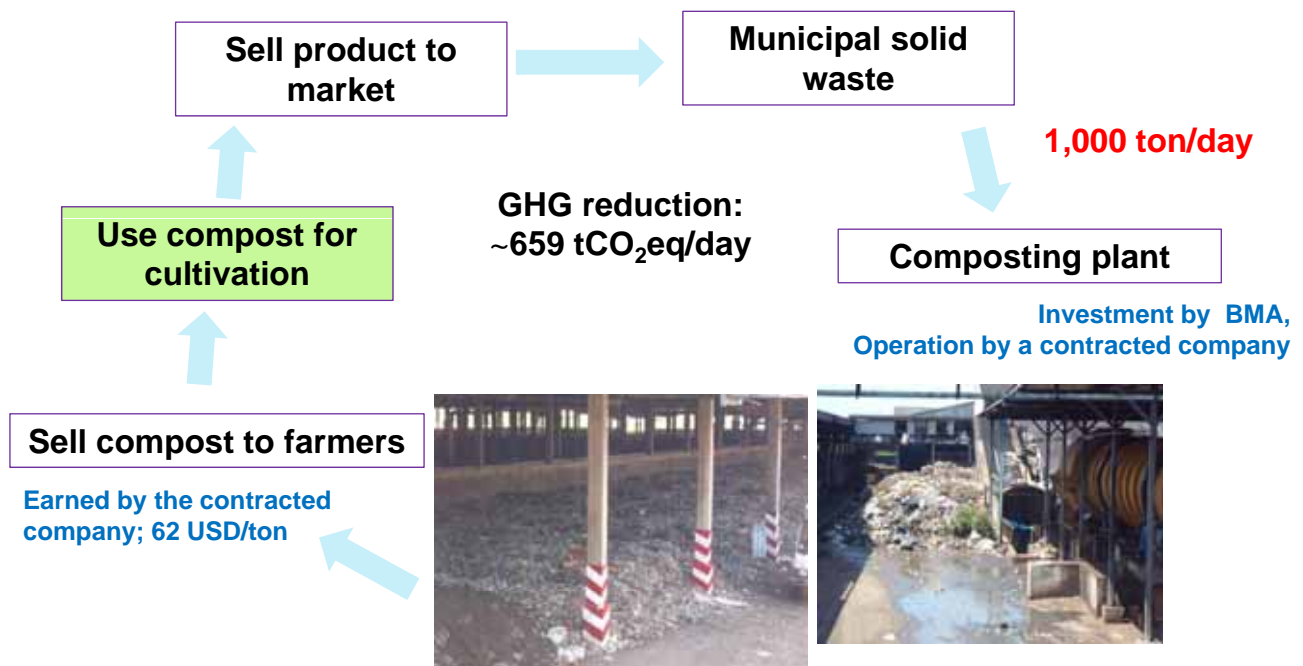 Sell product to
market
Municipal solid
waste
1,000 ton/day
GHG reduction:
~659 tCO₂eq/day
Use compost for
cultivation
Composting plant
Investment by BMA,
Operation by a contracted company
Sell compost to farmers
Earned by the contracted
company; 62 USD/ton